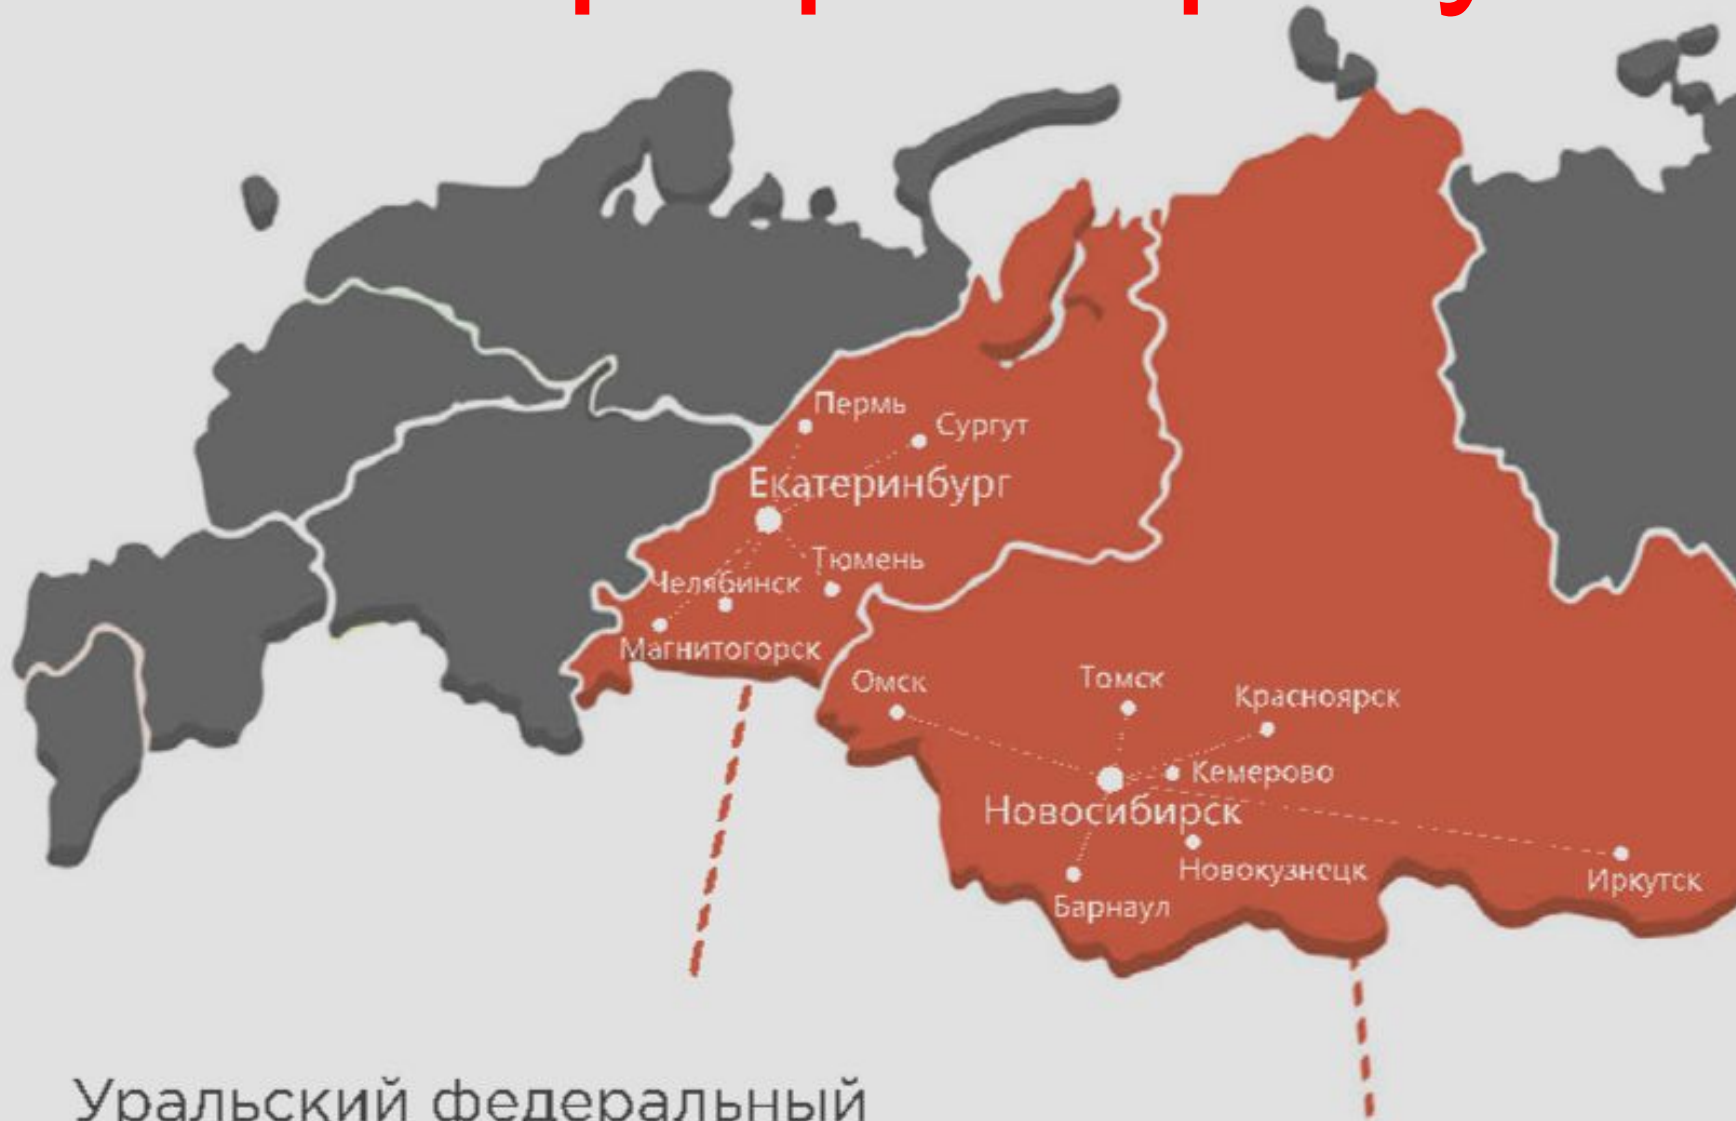 Пермь
Сургут
Екатеринбург
Тюмень
Челябинск
Магнитогорск
Омск
Томск
Красноярск
Кемерово
Новосибирск
Новокузнецк
Иркутск
Барнаул
Уральский федеральный